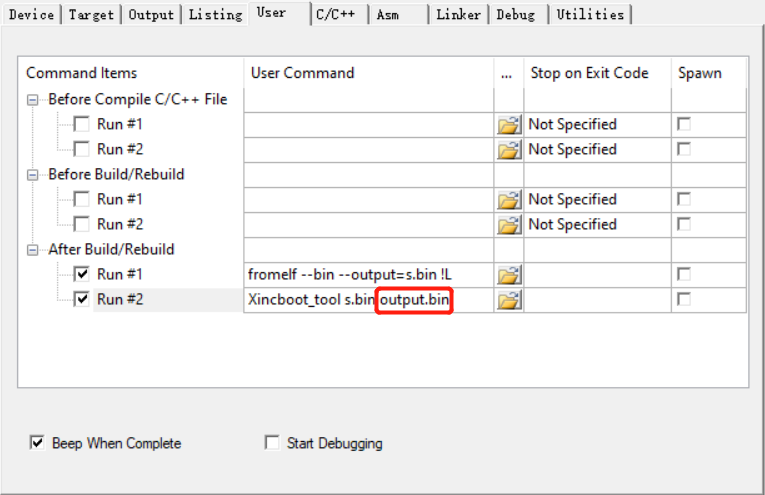 Device Target Output Listing User C/C++ Asm Linker Debug Utilities
Command Items User Command ... Stop on Exit Code Spawn
Before Compile C/C++ File
Run #1 Not Specified
Run #2 Not Specified
Before Build/Rebuild
Run #1 Not Specified
Run #2 Not Specified
After Build/Rebuild
Run #1 fromelf --bin --output=s.bin !L
Run #2 Xincboot_tool s.bin output.bin
Beep When Complete Start Debugging